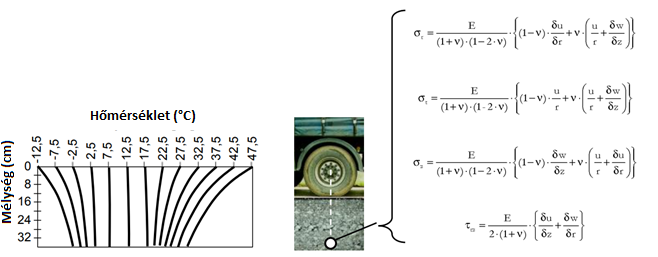 Hőmérséklet (°C)
-12,5 -7,5 -2,5 2,5 7,5 12,5 17,5 22,5 27,5 32,5 37,5 42,5 47,5
Mélység (cm)
0
8
16
24
32
σr = E / ((1+ν)·(1−2·ν)) · {(1−ν)·δu/δr + ν·(u/r + δw/δz)}
σt = E / ((1+ν)·(1-2·ν)) · {(1−ν)·u/r + ν·(u/r + δw/δz)}
σz = E / ((1+ν)·(1−2·ν)) · {(1−ν)·δw/δz + ν·(u/r + δu/δr)}
τrz = E / (2·(1+ν)) · {δu/δz + δw/δr}